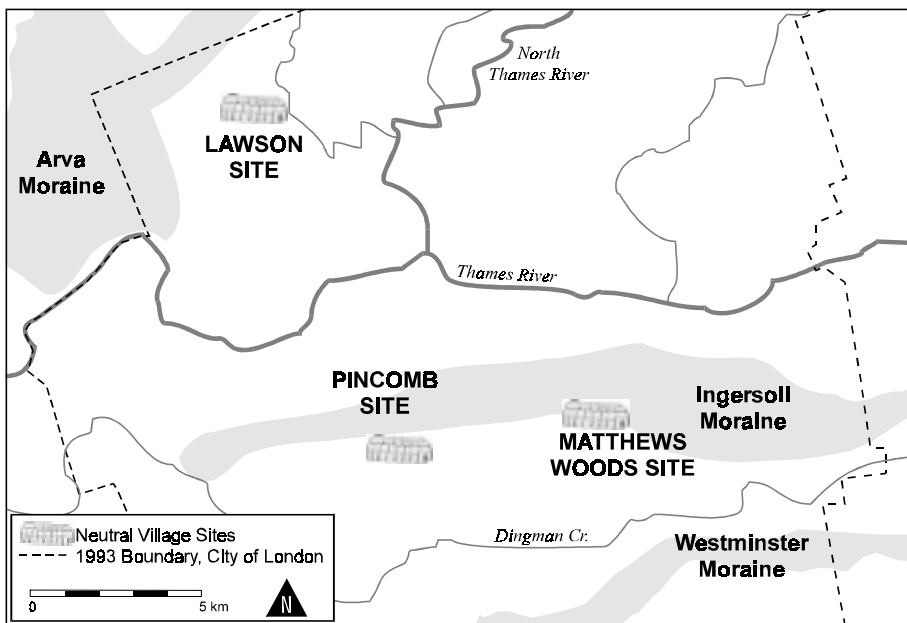 North
Thames River
LAWSON
SITE
Arva
Moraine
Thames River
PINCOMB
SITE
Ingersoll
Moraine
MATTHEWS
WOODS SITE
Dingman Cr.
Westminster
Moraine
Neutral Village Sites
1993 Boundary, City of London
0 5 km
N